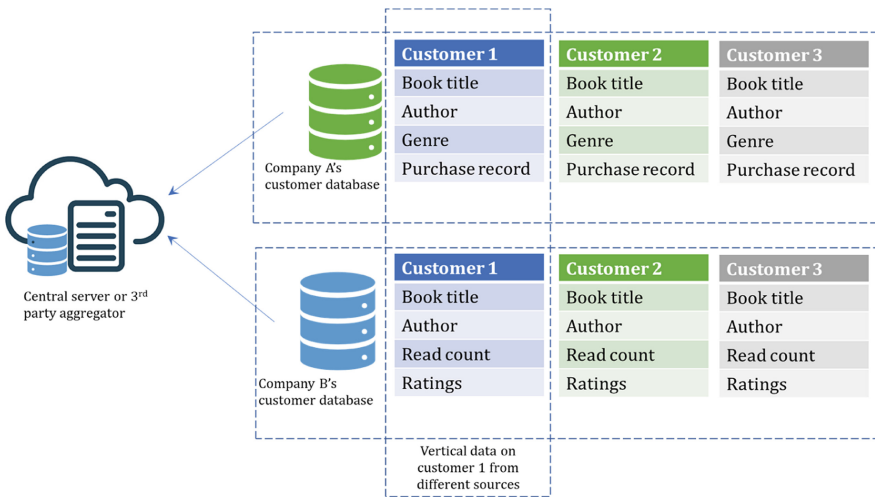 Customer 1
Book title
Author
Genre
Purchase record
Customer 2
Book title
Author
Genre
Purchase record
Customer 3
Book title
Author
Genre
Purchase record
Company A's
customer database
Central server or 3rd
party aggregator
Customer 1
Book title
Author
Read count
Ratings
Customer 2
Book title
Author
Read count
Ratings
Customer 3
Book title
Author
Read count
Ratings
Company B's
customer database
Vertical data on
customer 1 from
different sources